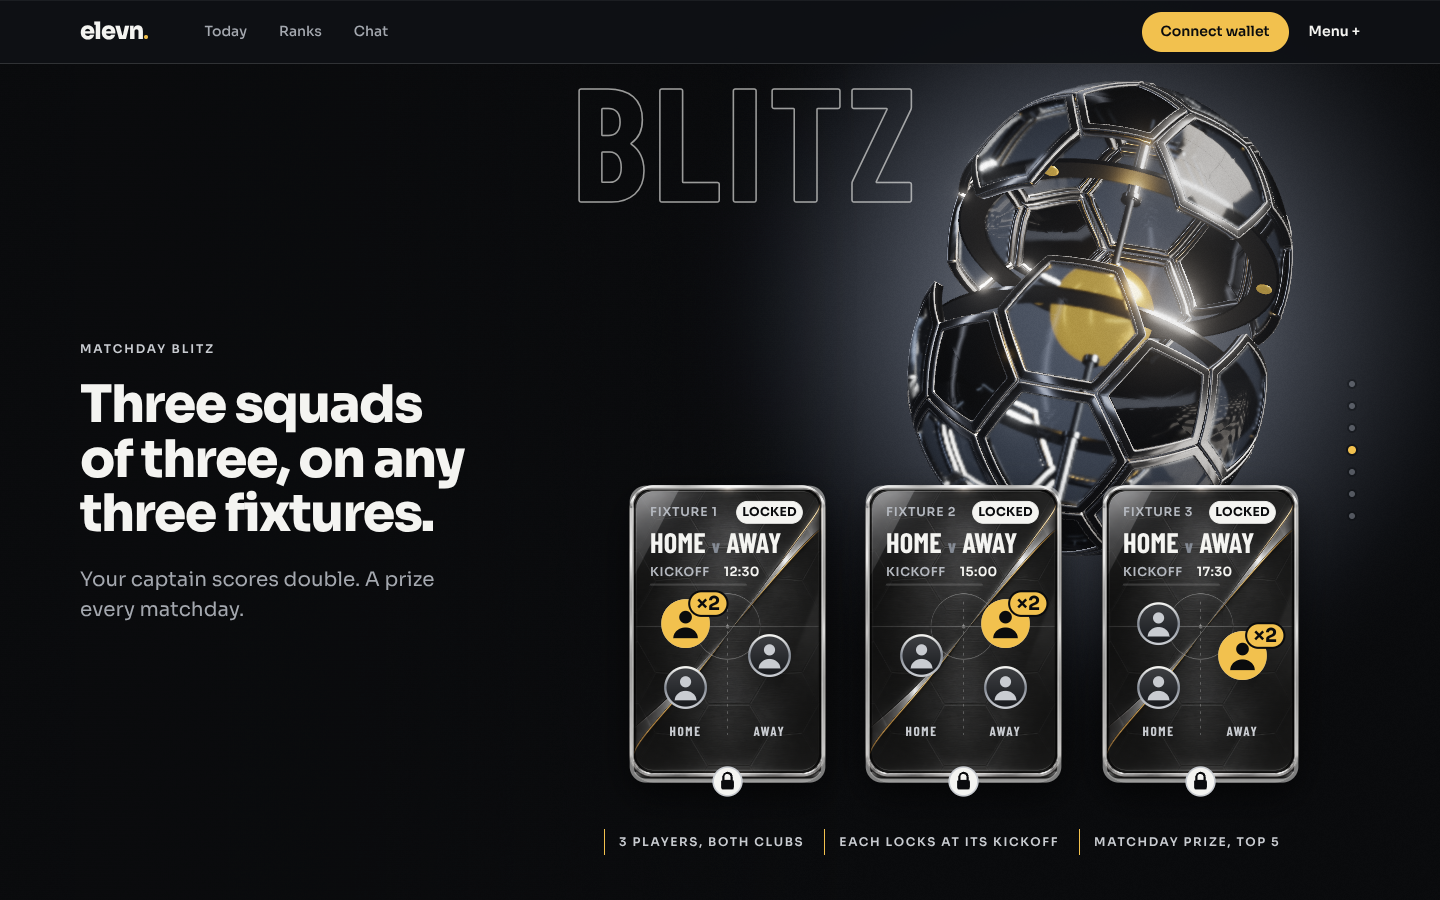 elevn.
Today
Ranks
Chat
Connect wallet
Menu +
BLITZ
MATCHDAY BLITZ
Three squads
of three, on any
three fixtures.
Your captain scores double. A prize
every matchday.
FIXTURE 1
LOCKED
HOME v AWAY
KICKOFF 12:30
×2
HOME
AWAY
FIXTURE 2
LOCKED
HOME v AWAY
KICKOFF 15:00
×2
HOME
AWAY
FIXTURE 3
LOCKED
HOME v AWAY
KICKOFF 17:30
×2
HOME
AWAY
3 PLAYERS, BOTH CLUBS
EACH LOCKS AT ITS KICKOFF
MATCHDAY PRIZE, TOP 5